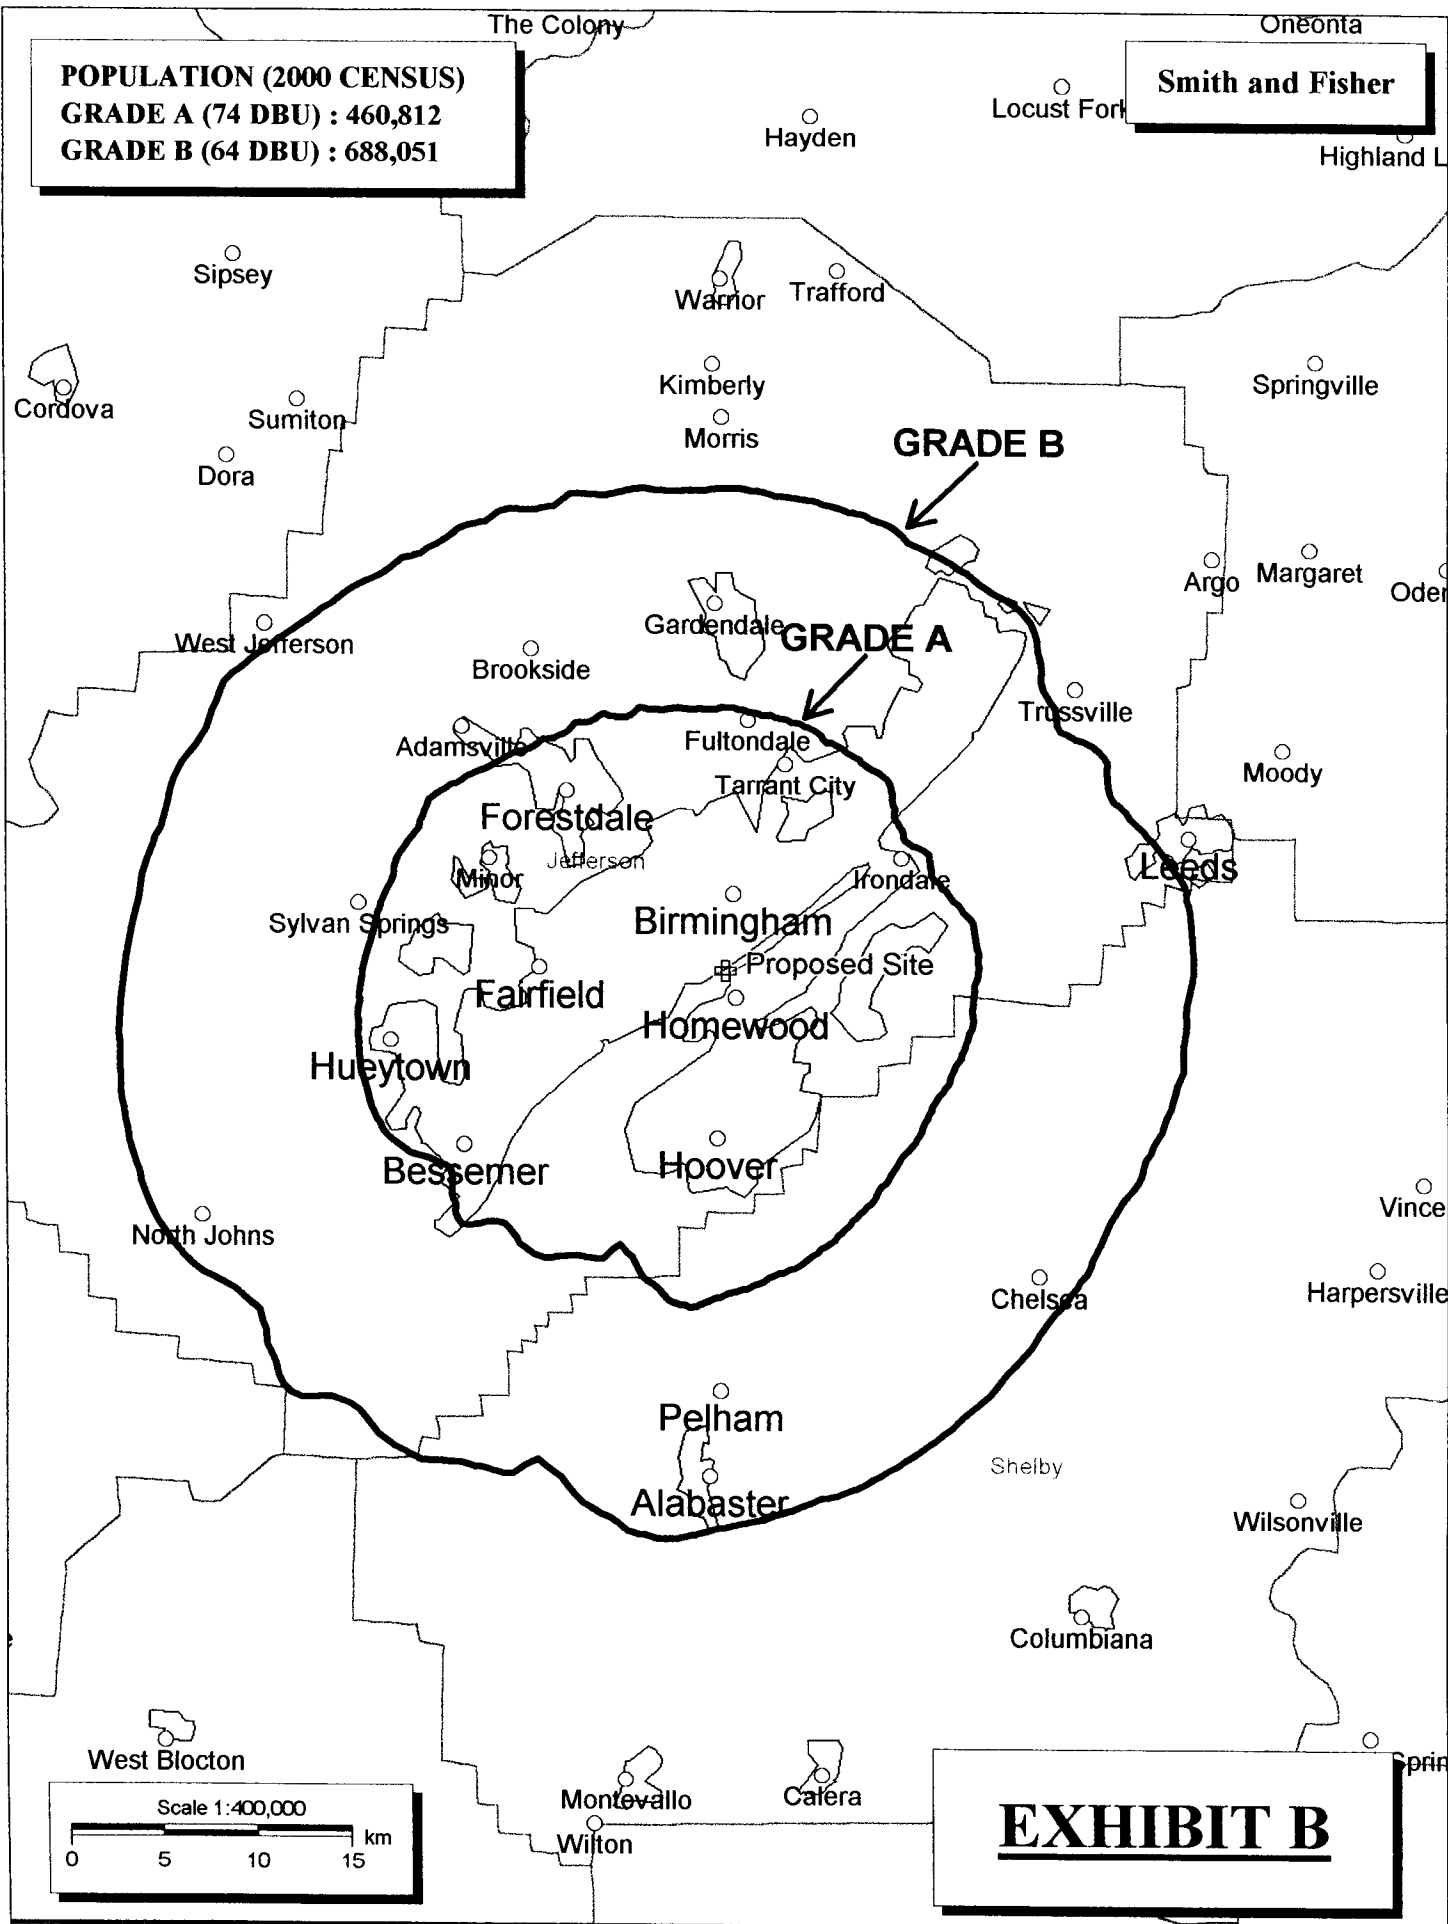 The Colony
Oneonta
POPULATION (2000 CENSUS)
GRADE A (74 DBU) : 460,812
GRADE B (64 DBU) : 688,051
Smith and Fisher
Locust Fork
Hayden
Highland L
Sipsey
Warrior
Trafford
Kimberly
Springville
Cordova
Sumiton
Morris
GRADE B
Dora
Argo
Margaret
Oden
Gardendale
GRADE A
West Jefferson
Brookside
Trussville
Adamsville
Fultondale
Moody
Tarrant City
Forestdale
Jefferson
Leeds
Minor
Irondale
Sylvan Springs
Birmingham
Proposed Site
Fairfield
Homewood
Hueytown
Bessemer
Hoover
Vince
North Johns
Chelsea
Harpersville
Pelham
Shelby
Alabaster
Wilsonville
Columbiana
West Blocton
Sprin
Montevallo
Calera
Wilton
Scale 1:400,000
km
0 5 10 15
EXHIBIT B